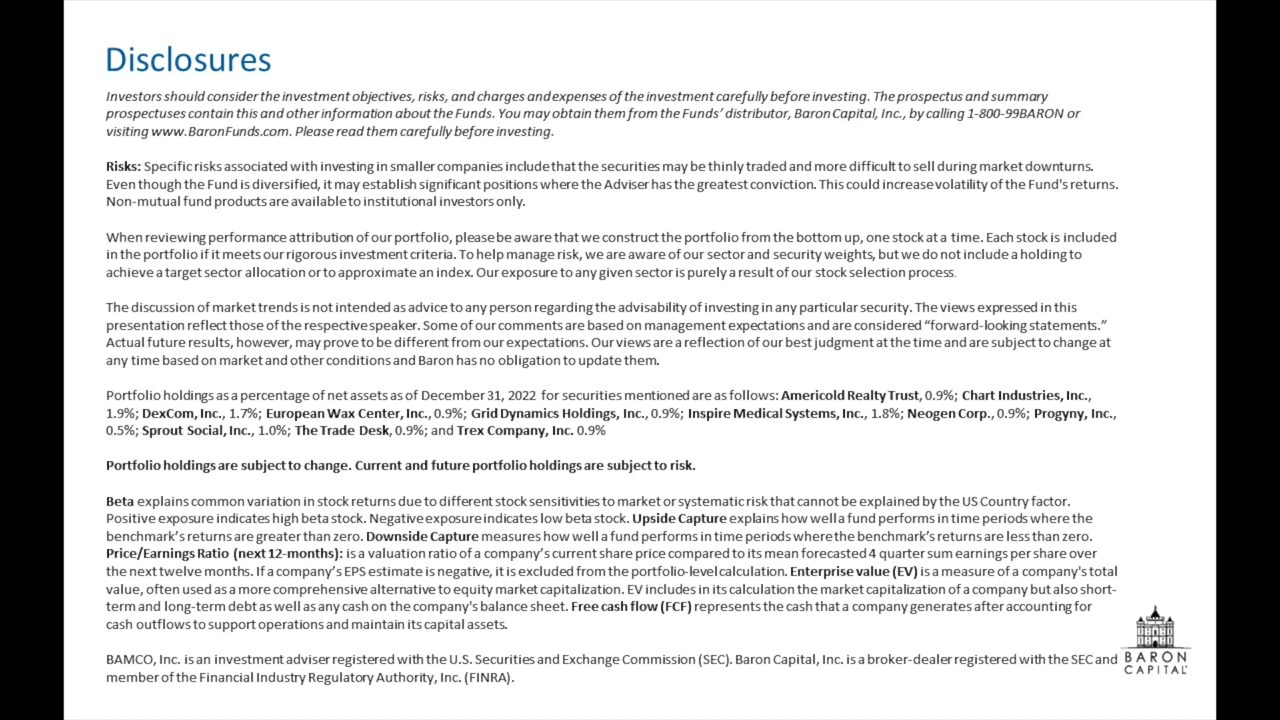 Disclosures
Investors should consider the investment objectives, risks, and charges and expenses of the investment carefully before investing. The prospectus and summary
prospectuses contain this and other information about the Funds. You may obtain them from the Funds’ distributor, Baron Capital, Inc., by calling 1-800-99BARON or
visiting www.BaronFunds.com. Please read them carefully before investing.
Risks: Specific risks associated with investing in smaller companies include that the securities may be thinly traded and more difficult to sell during market downturns.
Even though the Fund is diversified, it may establish significant positions where the Adviser has the greatest conviction. This could increase volatility of the Fund's returns.
Non-mutual fund products are available to institutional investors only.
When reviewing performance attribution of our portfolio, please be aware that we construct the portfolio from the bottom up, one stock at a time. Each stock is included
in the portfolio if it meets our rigorous investment criteria. To help manage risk, we are aware of our sector and security weights, but we do not include a holding to
achieve a target sector allocation or to approximate an index. Our exposure to any given sector is purely a result of our stock selection process.
The discussion of market trends is not intended as advice to any person regarding the advisability of investing in any particular security. The views expressed in this
presentation reflect those of the respective speaker. Some of our comments are based on management expectations and are considered “forward-looking statements.”
Actual future results, however, may prove to be different from our expectations. Our views are a reflection of our best judgment at the time and are subject to change at
any time based on market and other conditions and Baron has no obligation to update them.
Portfolio holdings as a percentage of net assets as of December 31, 2022 for securities mentioned are as follows: Americold Realty Trust, 0.9%; Chart Industries, Inc.,
1.9%; DexCom, Inc., 1.7%; European Wax Center, Inc., 0.9%; Grid Dynamics Holdings, Inc., 0.9%; Inspire Medical Systems, Inc., 1.8%; Neogen Corp., 0.9%; Progyny, Inc.,
0.5%; Sprout Social, Inc., 1.0%; The Trade Desk, 0.9%; and Trex Company, Inc. 0.9%
Portfolio holdings are subject to change. Current and future portfolio holdings are subject to risk.
Beta explains common variation in stock returns due to different stock sensitivities to market or systematic risk that cannot be explained by the US Country factor.
Positive exposure indicates high beta stock. Negative exposure indicates low beta stock. Upside Capture explains how well a fund performs in time periods where the
benchmark’s returns are greater than zero. Downside Capture measures how well a fund performs in time periods where the benchmark’s returns are less than zero.
Price/Earnings Ratio (next 12-months): is a valuation ratio of a company’s current share price compared to its mean forecasted 4 quarter sum earnings per share over
the next twelve months. If a company’s EPS estimate is negative, it is excluded from the portfolio-level calculation. Enterprise value (EV) is a measure of a company's total
value, often used as a more comprehensive alternative to equity market capitalization. EV includes in its calculation the market capitalization of a company but also short-
term and long-term debt as well as any cash on the company's balance sheet. Free cash flow (FCF) represents the cash that a company generates after accounting for
cash outflows to support operations and maintain its capital assets.
BAMCO, Inc. is an investment adviser registered with the U.S. Securities and Exchange Commission (SEC). Baron Capital, Inc. is a broker-dealer registered with the SEC and
member of the Financial Industry Regulatory Authority, Inc. (FINRA).
BARON
CAPITAL